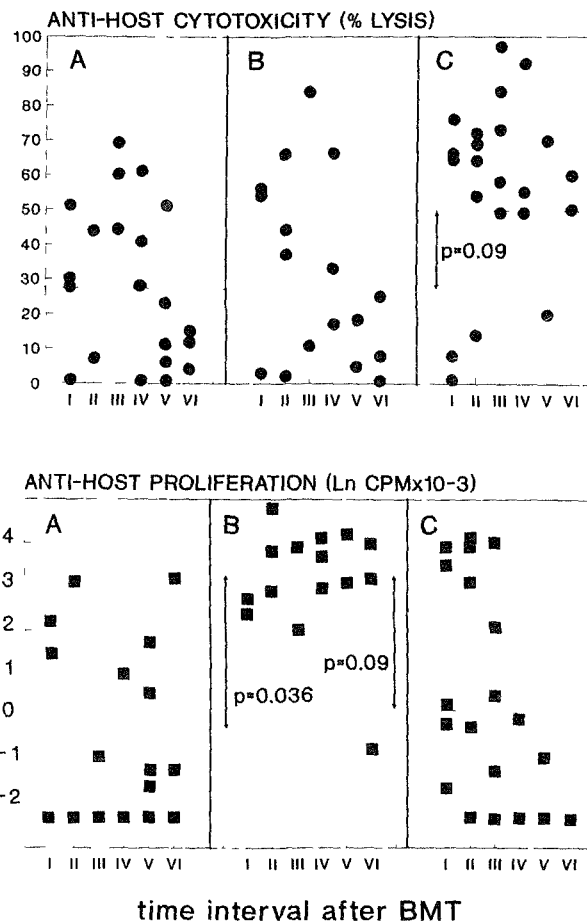 ANTI-HOST CYTOTOXICITY (% LYSIS)
100
90
80
70
60
50
40
30
20
10
0
A
B
C
p=0.09
I II III IV V VI
I II III IV V VI
I II III IV V VI
ANTI-HOST PROLIFERATION (Ln CPMx10-3)
4
3
2
1
0
-1
-2
A
B
C
p=0.036
p=0.09
I II III IV V VI
I II III IV V VI
I II III IV V VI
time interval after BMT